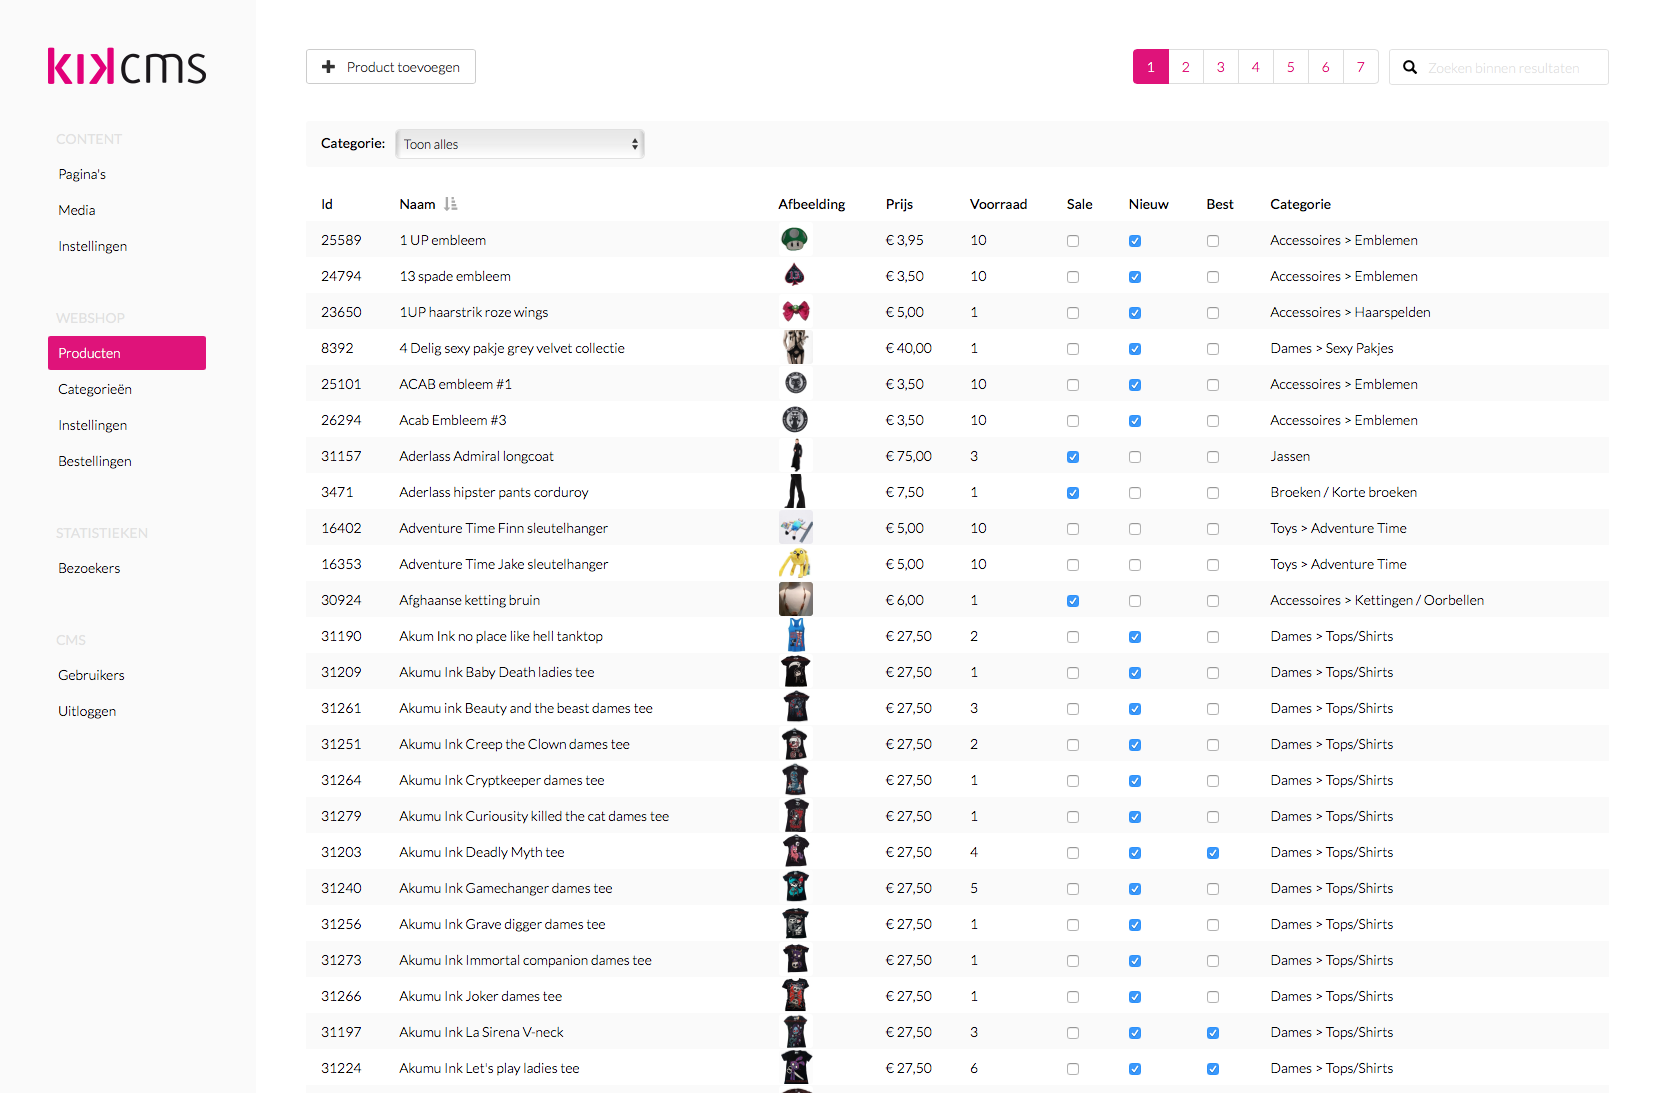 kikcms
Product toevoegen
1 2 3 4 5 6 7
Zoeken binnen resultaten
CONTENT
Pagina's
Media
Instellingen
WEBSHOP
Producten
Categorieën
Instellingen
Bestellingen
STATISTIEKEN
Bezoekers
CMS
Gebruikers
Uitloggen
Categorie: Toon alles
Id Naam Afbeelding Prijs Voorraad Sale Nieuw Best Categorie
25589 1 UP embleem € 3,95 10 Accessoires > Emblemen
24794 13 spade embleem € 3,50 10 Accessoires > Emblemen
23650 1UP haarstrik roze wings € 5,00 1 Accessoires > Haarspelden
8392 4 Delig sexy pakje grey velvet collectie € 40,00 1 Dames > Sexy Pakjes
25101 ACAB embleem #1 € 3,50 10 Accessoires > Emblemen
26294 Acab Embleem #3 € 3,50 10 Accessoires > Emblemen
31157 Aderlass Admiral longcoat € 75,00 3 Jassen
3471 Aderlass hipster pants corduroy € 7,50 1 Broeken / Korte broeken
16402 Adventure Time Finn sleutelhanger € 5,00 10 Toys > Adventure Time
16353 Adventure Time Jake sleutelhanger € 5,00 10 Toys > Adventure Time
30924 Afghaanse ketting bruin € 6,00 1 Accessoires > Kettingen / Oorbellen
31190 Akum Ink no place like hell tanktop € 27,50 2 Dames > Tops/Shirts
31209 Akumu Ink Baby Death ladies tee € 27,50 1 Dames > Tops/Shirts
31261 Akumu ink Beauty and the beast dames tee € 27,50 3 Dames > Tops/Shirts
31251 Akumu Ink Creep the Clown dames tee € 27,50 2 Dames > Tops/Shirts
31264 Akumu Ink Cryptkeeper dames tee € 27,50 1 Dames > Tops/Shirts
31279 Akumu Ink Curiousity killed the cat dames tee € 27,50 1 Dames > Tops/Shirts
31203 Akumu Ink Deadly Myth tee € 27,50 4 Dames > Tops/Shirts
31240 Akumu Ink Gamechanger dames tee € 27,50 5 Dames > Tops/Shirts
31256 Akumu Ink Grave digger dames tee € 27,50 1 Dames > Tops/Shirts
31273 Akumu Ink Immortal companion dames tee € 27,50 1 Dames > Tops/Shirts
31266 Akumu Ink Joker dames tee € 27,50 1 Dames > Tops/Shirts
31197 Akumu Ink La Sirena V-neck € 27,50 3 Dames > Tops/Shirts
31224 Akumu Ink Let's play ladies tee € 27,50 6 Dames > Tops/Shirts